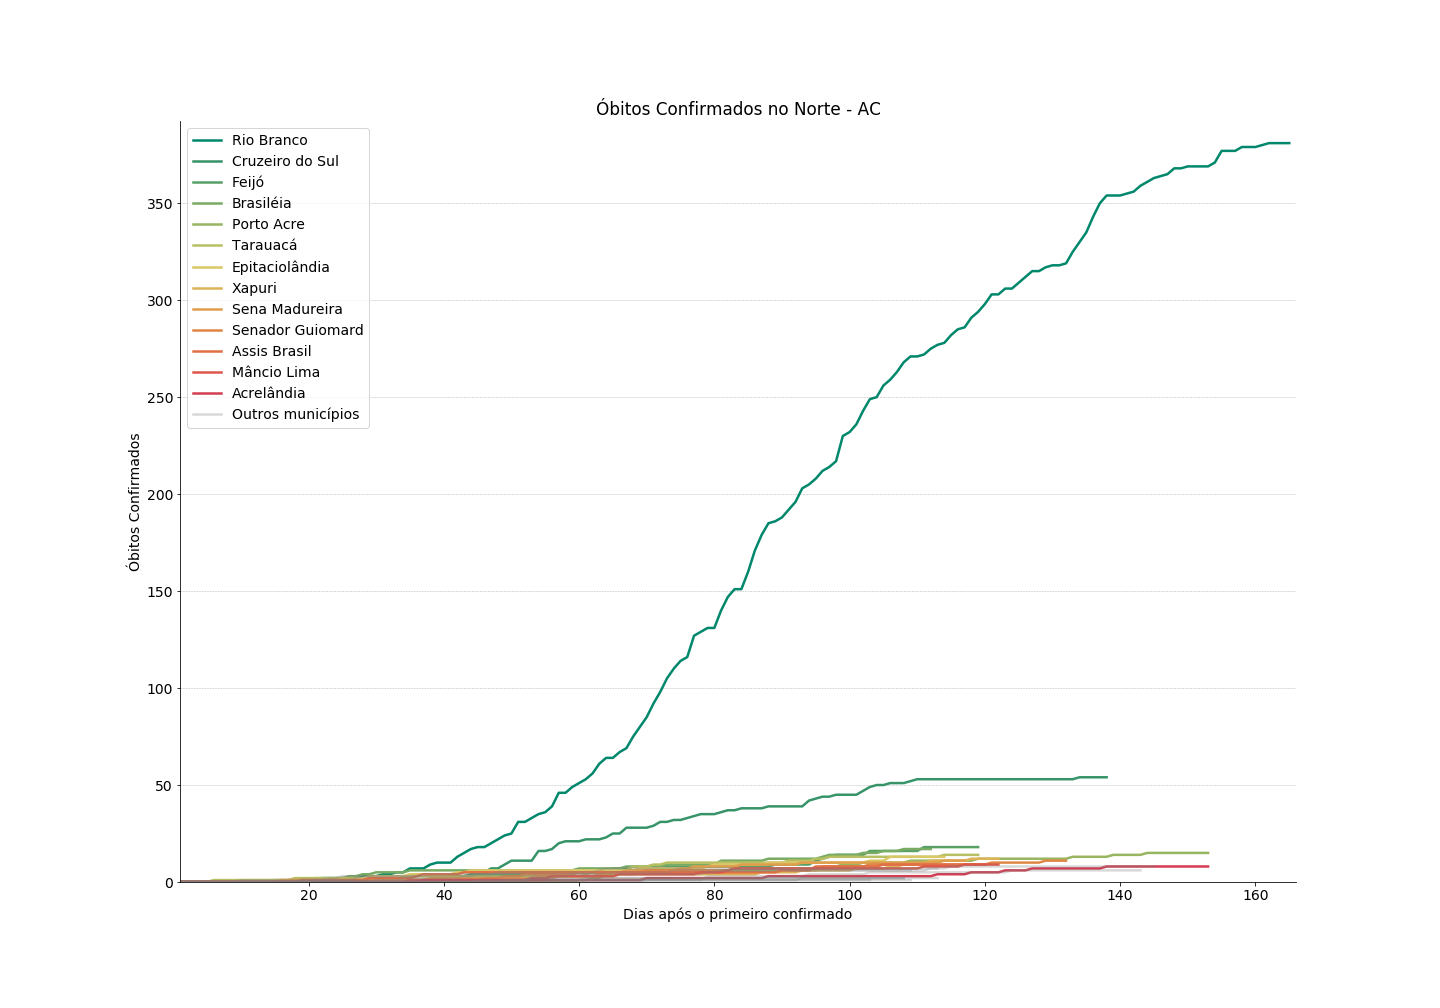 Óbitos Confirmados no Norte - AC
Rio Branco
Cruzeiro do Sul
Feijó
Brasiléia
Porto Acre
Tarauacá
Epitaciolândia
Xapuri
Sena Madureira
Senador Guiomard
Assis Brasil
Mâncio Lima
Acrelândia
Outros municípios
Óbitos Confirmados
350
300
250
200
150
100
50
0
20 40 60 80 100 120 140 160
Dias após o primeiro confirmado